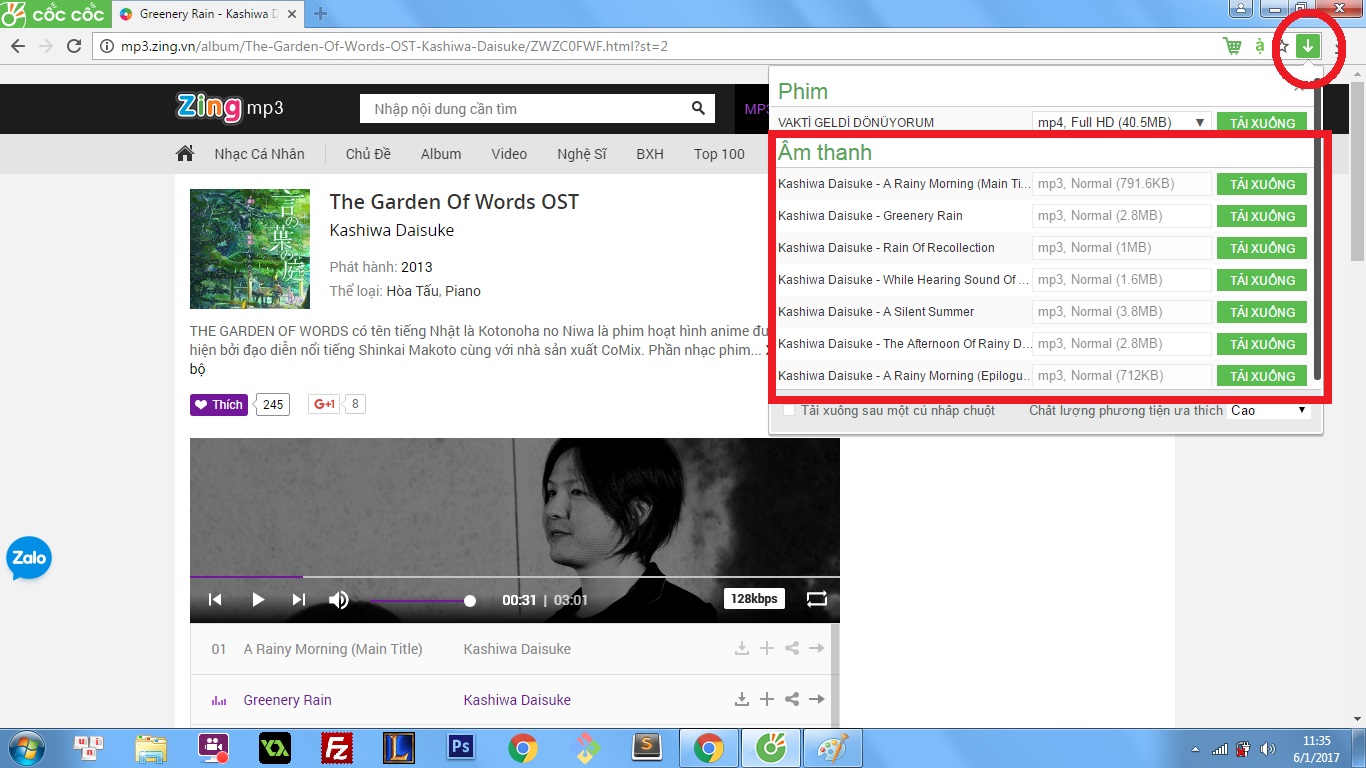 cốc cốc
Greenery Rain - Kashiwa D
mp3.zing.vn/album/The-Garden-Of-Words-OST-Kashiwa-Daisuke/ZWZC0FWF.html?st=2
Zing mp3
Nhập nội dung cần tìm
MP3
Nhạc Cá Nhân
Chủ Đề
Album
Video
Nghệ Sĩ
BXH
Top 100
Phim
VAKTİ GELDİ DÖNÜYORUM mp4, Full HD (40.5MB) TẢI XUỐNG
Âm thanh
Kashiwa Daisuke - A Rainy Morning (Main Ti... mp3, Normal (791.6KB) TẢI XUỐNG
Kashiwa Daisuke - Greenery Rain mp3, Normal (2.8MB) TẢI XUỐNG
Kashiwa Daisuke - Rain Of Recollection mp3, Normal (1MB) TẢI XUỐNG
Kashiwa Daisuke - While Hearing Sound Of ... mp3, Normal (1.6MB) TẢI XUỐNG
Kashiwa Daisuke - A Silent Summer mp3, Normal (3.8MB) TẢI XUỐNG
Kashiwa Daisuke - The Afternoon Of Rainy D... mp3, Normal (2.8MB) TẢI XUỐNG
Kashiwa Daisuke - A Rainy Morning (Epilogu... mp3, Normal (712KB) TẢI XUỐNG
Tải xuống sau một cú nhấp chuột Chất lượng phương tiện ưa thích Cao
言の葉の庭
The Garden Of Words OST
Kashiwa Daisuke
Phát hành: 2013
Thể loại: Hòa Tấu, Piano
THE GARDEN OF WORDS có tên tiếng Nhật là Kotonoha no Niwa là phim hoạt hình anime
hiện bởi đạo diễn nổi tiếng Shinkai Makoto cùng với nhà sản xuất CoMix. Phần nhạc phim...
bộ
Thích 245 G+1 8
00:31 | 03:01 128kbps
01 A Rainy Morning (Main Title) Kashiwa Daisuke
Greenery Rain Kashiwa Daisuke
Zalo
u n i
Fz
L
Ps
S
11:35
6/1/2017